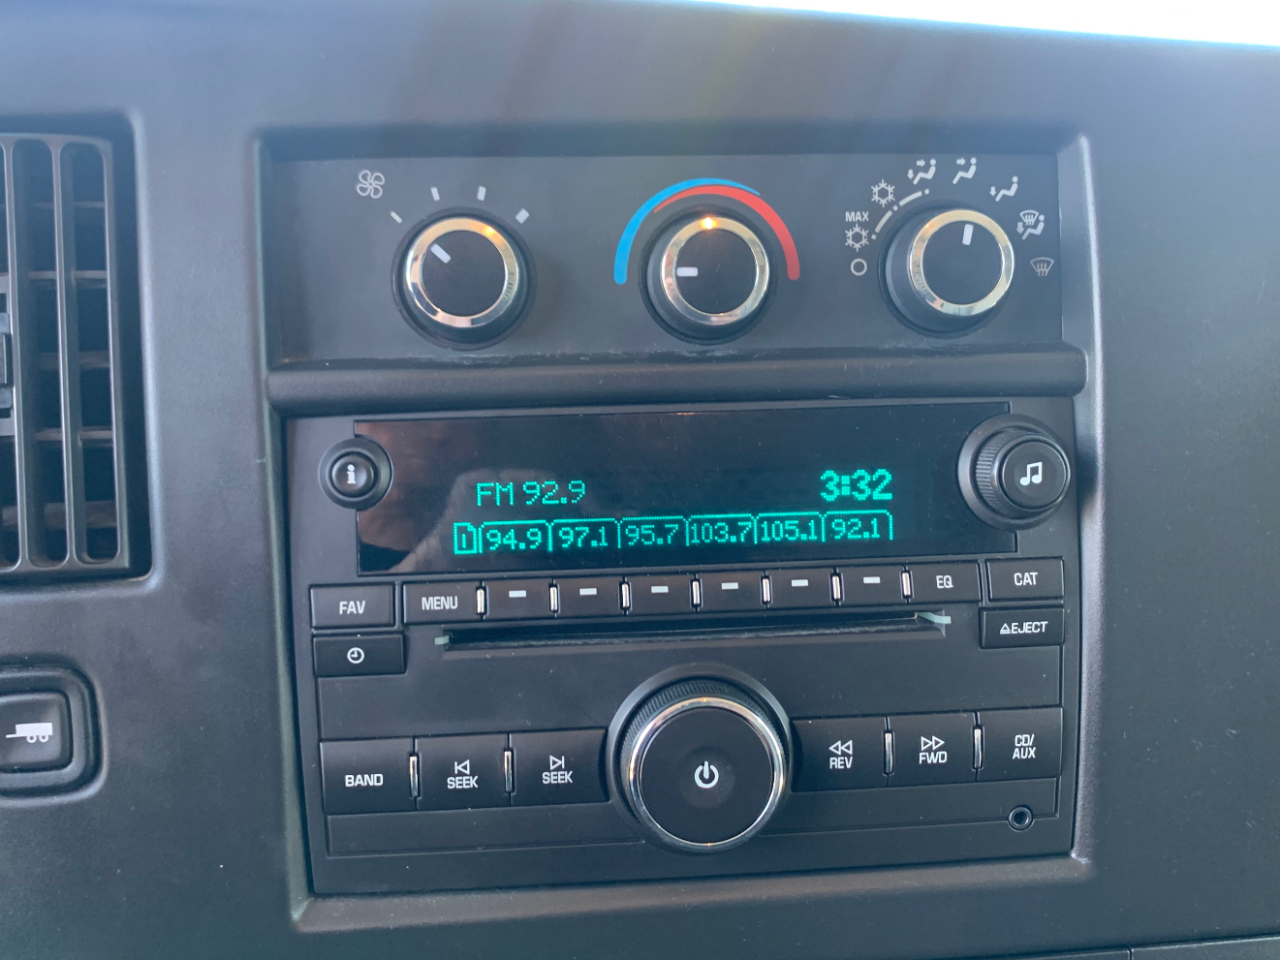 MAX
i
FM 92.9 3:32
1 94.9 97.1 95.7 103.7 105.1 92.1
FAV MENU EQ CAT
EJECT
BAND SEEK SEEK REV FWD CD/
AUX